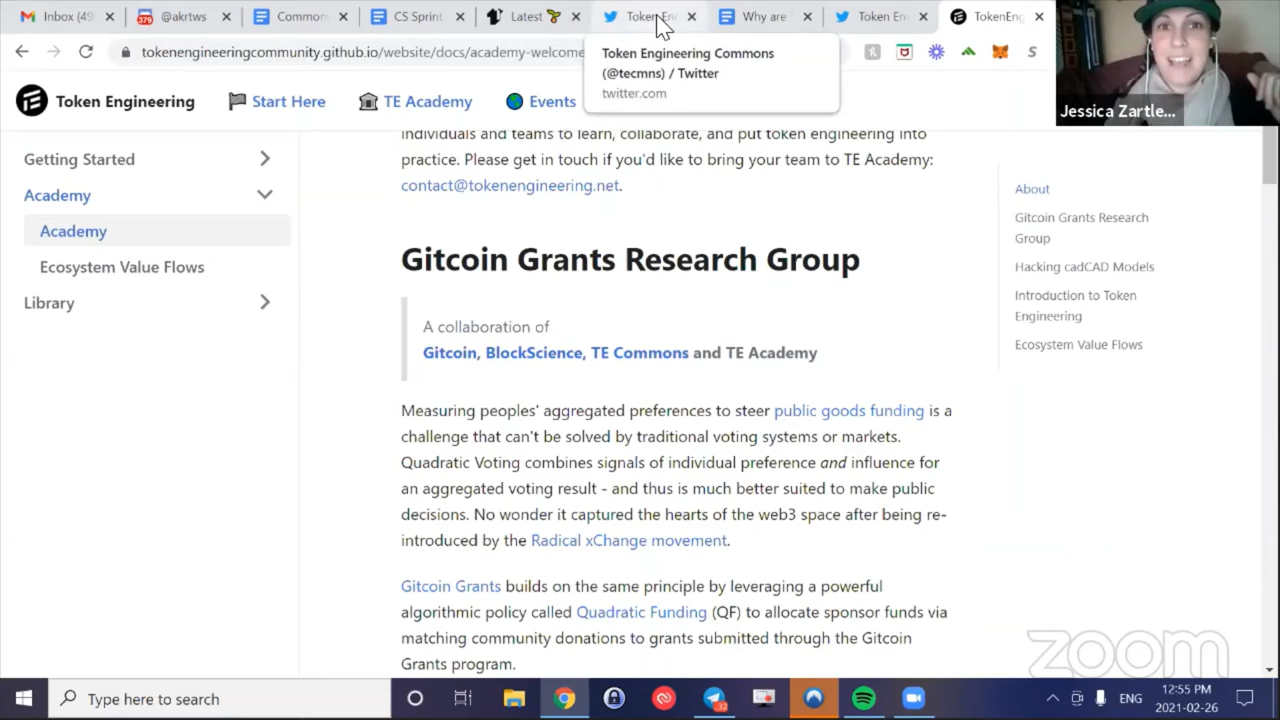 Inbox (49
379
@akrtws
Common
CS Sprint
Latest
Token En
Why are
Token En
TokenEng
tokenengineeringcommunity.github.io/website/docs/academy-welcome
Token Engineering Commons
(@tecmns) / Twitter
twitter.com
S
Jessica Zartle...
Token Engineering
Start Here
TE Academy
Events
Getting Started
Academy
Academy
Ecosystem Value Flows
Library
individuals and teams to learn, collaborate, and put token engineering into
practice. Please get in touch if you'd like to bring your team to TE Academy:
contact@tokenengineering.net.
Gitcoin Grants Research Group
A collaboration of
Gitcoin, BlockScience, TE Commons and TE Academy
Measuring peoples' aggregated preferences to steer public goods funding is a
challenge that can't be solved by traditional voting systems or markets.
Quadratic Voting combines signals of individual preference and influence for
an aggregated voting result - and thus is much better suited to make public
decisions. No wonder it captured the hearts of the web3 space after being re-
introduced by the Radical xChange movement.
Gitcoin Grants builds on the same principle by leveraging a powerful
algorithmic policy called Quadratic Funding (QF) to allocate sponsor funds via
matching community donations to grants submitted through the Gitcoin
Grants program.
About
Gitcoin Grants Research
Group
Hacking cadCAD Models
Introduction to Token
Engineering
Ecosystem Value Flows
zoom
Type here to search
32
ENG
12:55 PM
2021-02-26